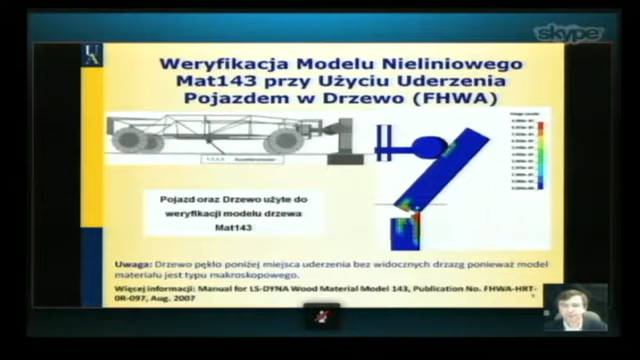 skype
UA
Weryfikacja Modelu Nieliniowego
Mat143 przy Użyciu Uderzenia
Pojazdem w Drzewo (FHWA)
Pojazd oraz Drzewo użyte do
weryfikacji modelu drzewa
Mat143
Uwaga: Drzewo pękło poniżej miejsca uderzenia bez widocznych drzazg ponieważ model
materiału jest typu makroskopowego.
Więcej informacji: Manual for LS-DYNA Wood Material Model 143, Publication No. FHWA-HRT-
0R-097, Aug, 2007